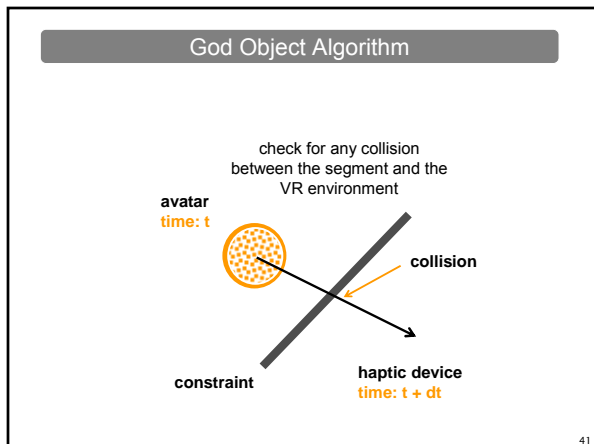 God Object Algorithm
check for any collision
between the segment and the
VR environment
avatar
time: t
collision
constraint
haptic device
time: t + dt
41